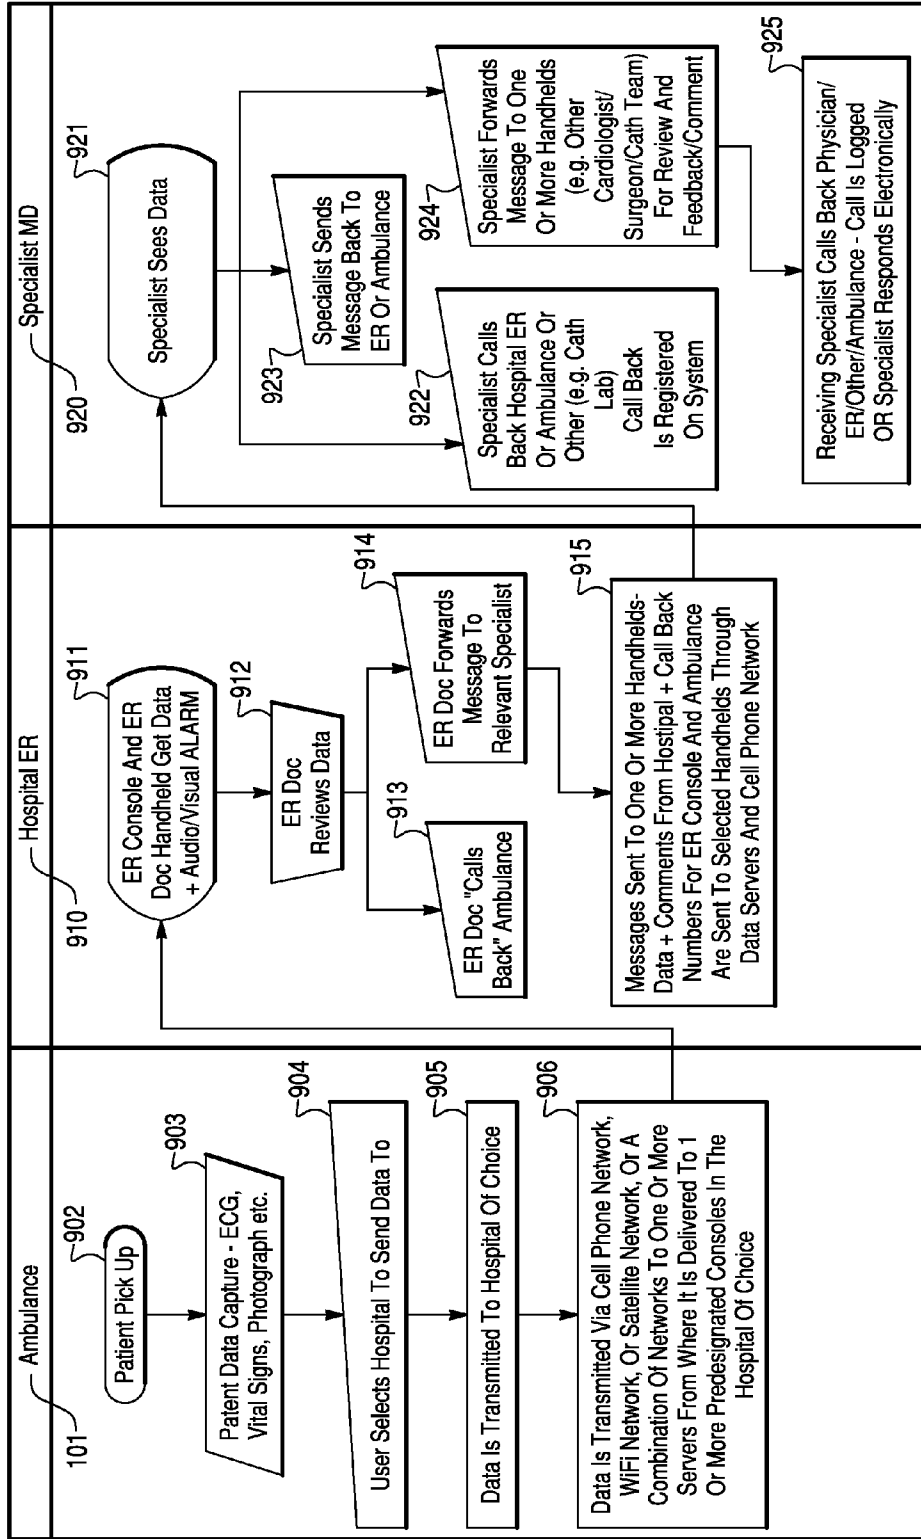 101
Ambulance
902
Patient Pick Up
903
Patent Data Capture - ECG,
Vital Signs, Photograph etc.
904
User Selects Hospital To Send Data To
905
Data Is Transmitted To Hospital Of Choice
906
Data Is Transmitted Via Cell Phone Network,
WiFi Network, Or Satellite Network, Or A
Combination Of Networks To One Or More
Servers From Where It Is Delivered To 1
Or More Predesignated Consoles In The
Hospital Of Choice
910
Hospital ER
911
ER Console And ER
Doc Handheld Get Data
+ Audio/Visual ALARM
912
ER Doc
Reviews Data
913
ER Doc "Calls
Back" Ambulance
914
ER Doc Forwards
Message To
Relevant Specialist
915
Messages Sent To One Or More Handhelds-
Data + Comments From Hostipal + Call Back
Numbers For ER Console And Ambulance
Are Sent To Selected Handhelds Through
Data Servers And Cell Phone Network
920
Specialist MD
921
Specialist Sees Data
923
Specialist Sends
Message Back To
ER Or Ambulance
922
Specialist Calls
Back Hospital ER
Or Ambulance Or
Other (e.g. Cath
Lab)
Call Back
Is Registered
On System
924
Specialist Forwards
Message To One
Or More Handhelds
(e.g. Other
Cardiologist/
Surgeon/Cath Team)
For Review And
Feedback/Comment
925
Receiving Specialist Calls Back Physician/
ER/Other/Ambulance - Call Is Logged
OR Specialist Responds Electronically